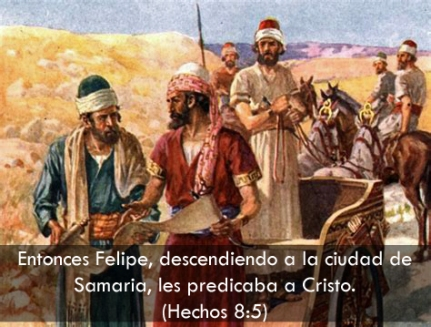 Entonces Felipe, descendiendo a la ciudad de
Samaria, les predicaba a Cristo.
(Hechos 8:5)